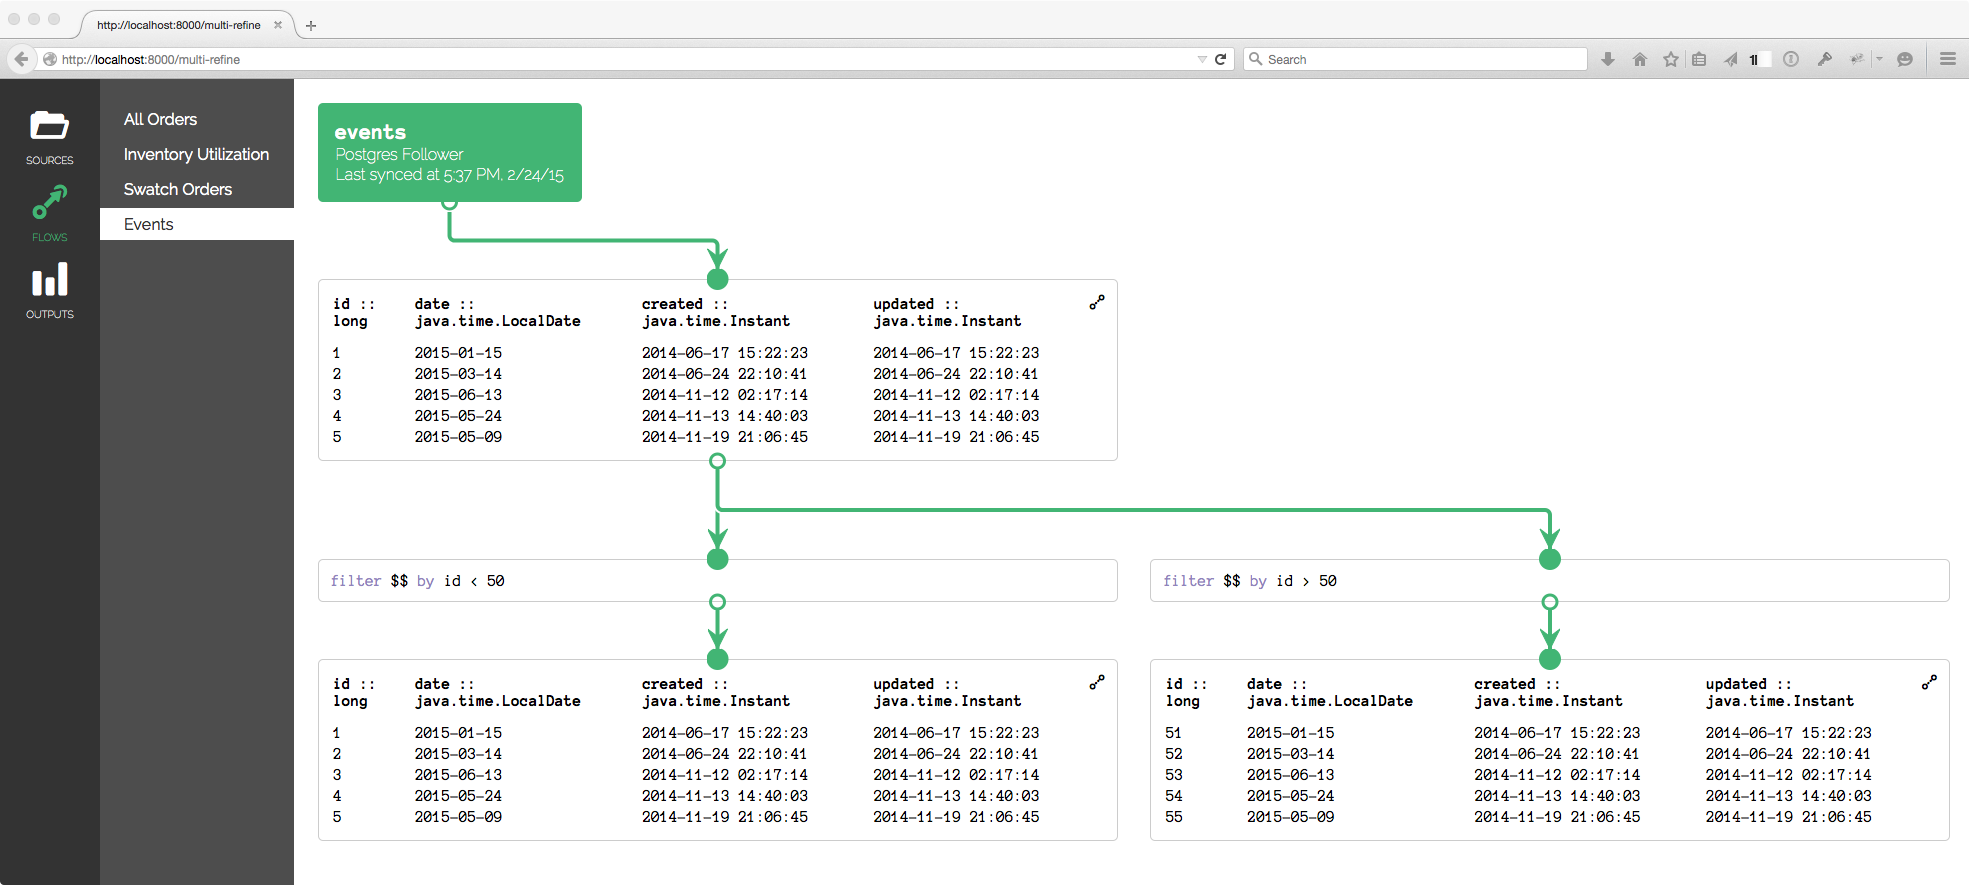 http://localhost:8000/multi-refine
http://localhost:8000/multi-refine
Search
SOURCES
FLOWS
OUTPUTS
All Orders
Inventory Utilization
Swatch Orders
Events
events
Postgres Follower
Last synced at 5:37 PM, 2/24/15
id :: date :: created :: updated ::
long java.time.LocalDate java.time.Instant java.time.Instant
1 2015-01-15 2014-06-17 15:22:23 2014-06-17 15:22:23
2 2015-03-14 2014-06-24 22:10:41 2014-06-24 22:10:41
3 2015-06-13 2014-11-12 02:17:14 2014-11-12 02:17:14
4 2015-05-24 2014-11-13 14:40:03 2014-11-13 14:40:03
5 2015-05-09 2014-11-19 21:06:45 2014-11-19 21:06:45
filter $$ by id < 50
filter $$ by id > 50
id :: date :: created :: updated ::
long java.time.LocalDate java.time.Instant java.time.Instant
1 2015-01-15 2014-06-17 15:22:23 2014-06-17 15:22:23
2 2015-03-14 2014-06-24 22:10:41 2014-06-24 22:10:41
3 2015-06-13 2014-11-12 02:17:14 2014-11-12 02:17:14
4 2015-05-24 2014-11-13 14:40:03 2014-11-13 14:40:03
5 2015-05-09 2014-11-19 21:06:45 2014-11-19 21:06:45
id :: date :: created :: updated ::
long java.time.LocalDate java.time.Instant java.time.Instant
51 2015-01-15 2014-06-17 15:22:23 2014-06-17 15:22:23
52 2015-03-14 2014-06-24 22:10:41 2014-06-24 22:10:41
53 2015-06-13 2014-11-12 02:17:14 2014-11-12 02:17:14
54 2015-05-24 2014-11-13 14:40:03 2014-11-13 14:40:03
55 2015-05-09 2014-11-19 21:06:45 2014-11-19 21:06:45